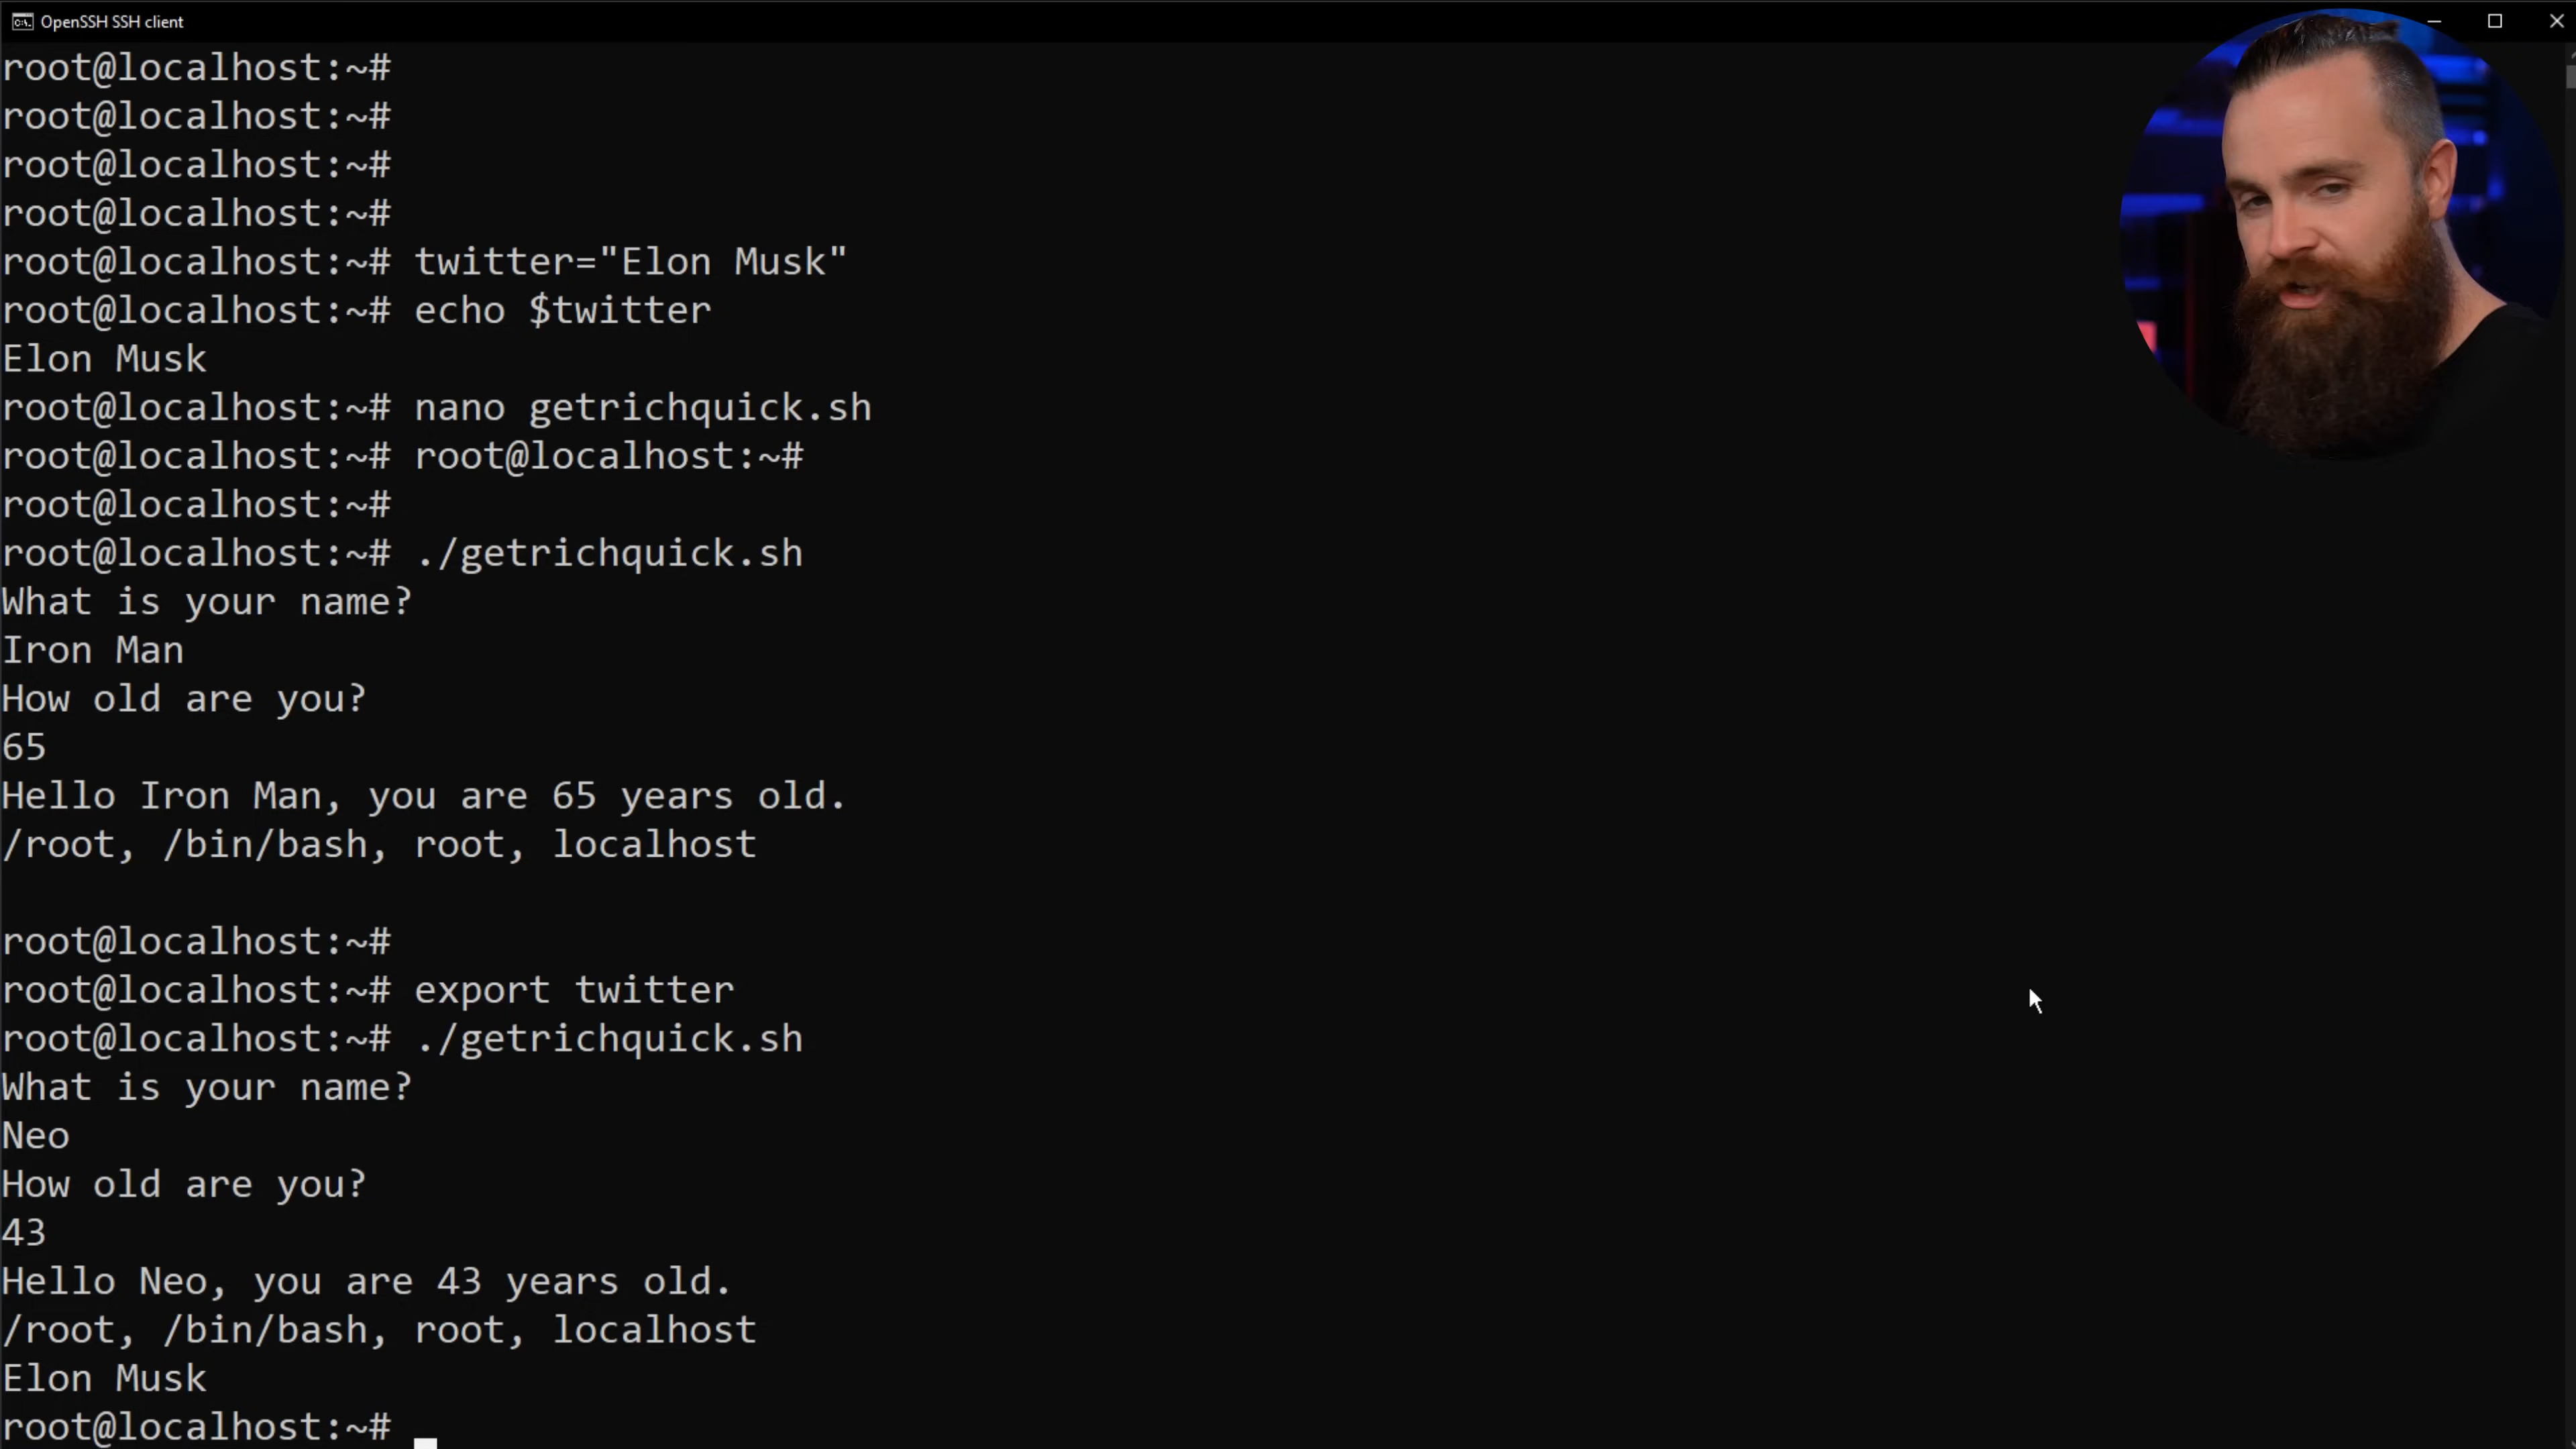 OpenSSH SSH client
root@localhost:~#
root@localhost:~#
root@localhost:~#
root@localhost:~#
root@localhost:~# twitter="Elon Musk"
root@localhost:~# echo $twitter
Elon Musk
root@localhost:~# nano getrichquick.sh
root@localhost:~# root@localhost:~#
root@localhost:~#
root@localhost:~# ./getrichquick.sh
What is your name?
Iron Man
How old are you?
65
Hello Iron Man, you are 65 years old.
/root, /bin/bash, root, localhost
root@localhost:~#
root@localhost:~# export twitter
root@localhost:~# ./getrichquick.sh
What is your name?
Neo
How old are you?
43
Hello Neo, you are 43 years old.
/root, /bin/bash, root, localhost
Elon Musk
root@localhost:~#